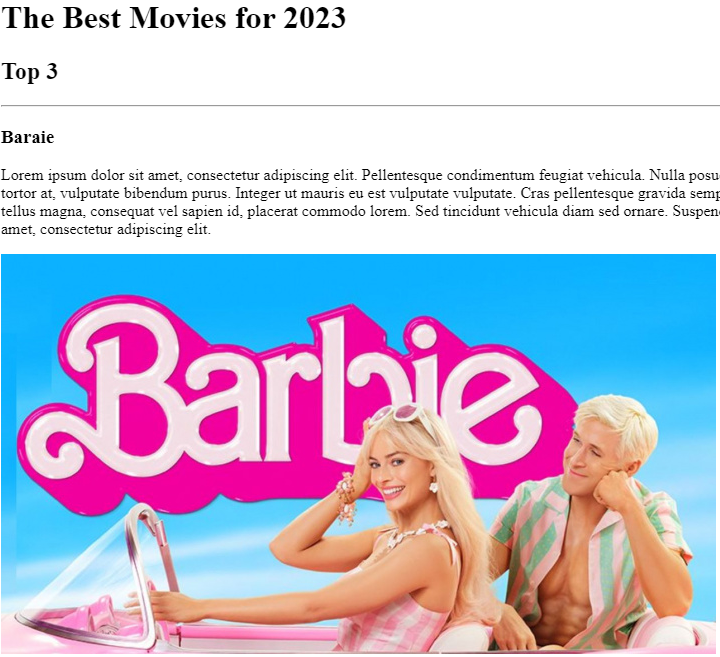 The Best Movies for 2023
Top 3
Baraie
Lorem ipsum dolor sit amet, consectetur adipiscing elit. Pellentesque condimentum feugiat vehicula. Nulla posu
tortor at, vulputate bibendum purus. Integer ut mauris eu est vulputate vulputate. Cras pellentesque gravida semp
tellus magna, consequat vel sapien id, placerat commodo lorem. Sed tincidunt vehicula diam sed ornare. Suspen
amet, consectetur adipiscing elit.
Barbie